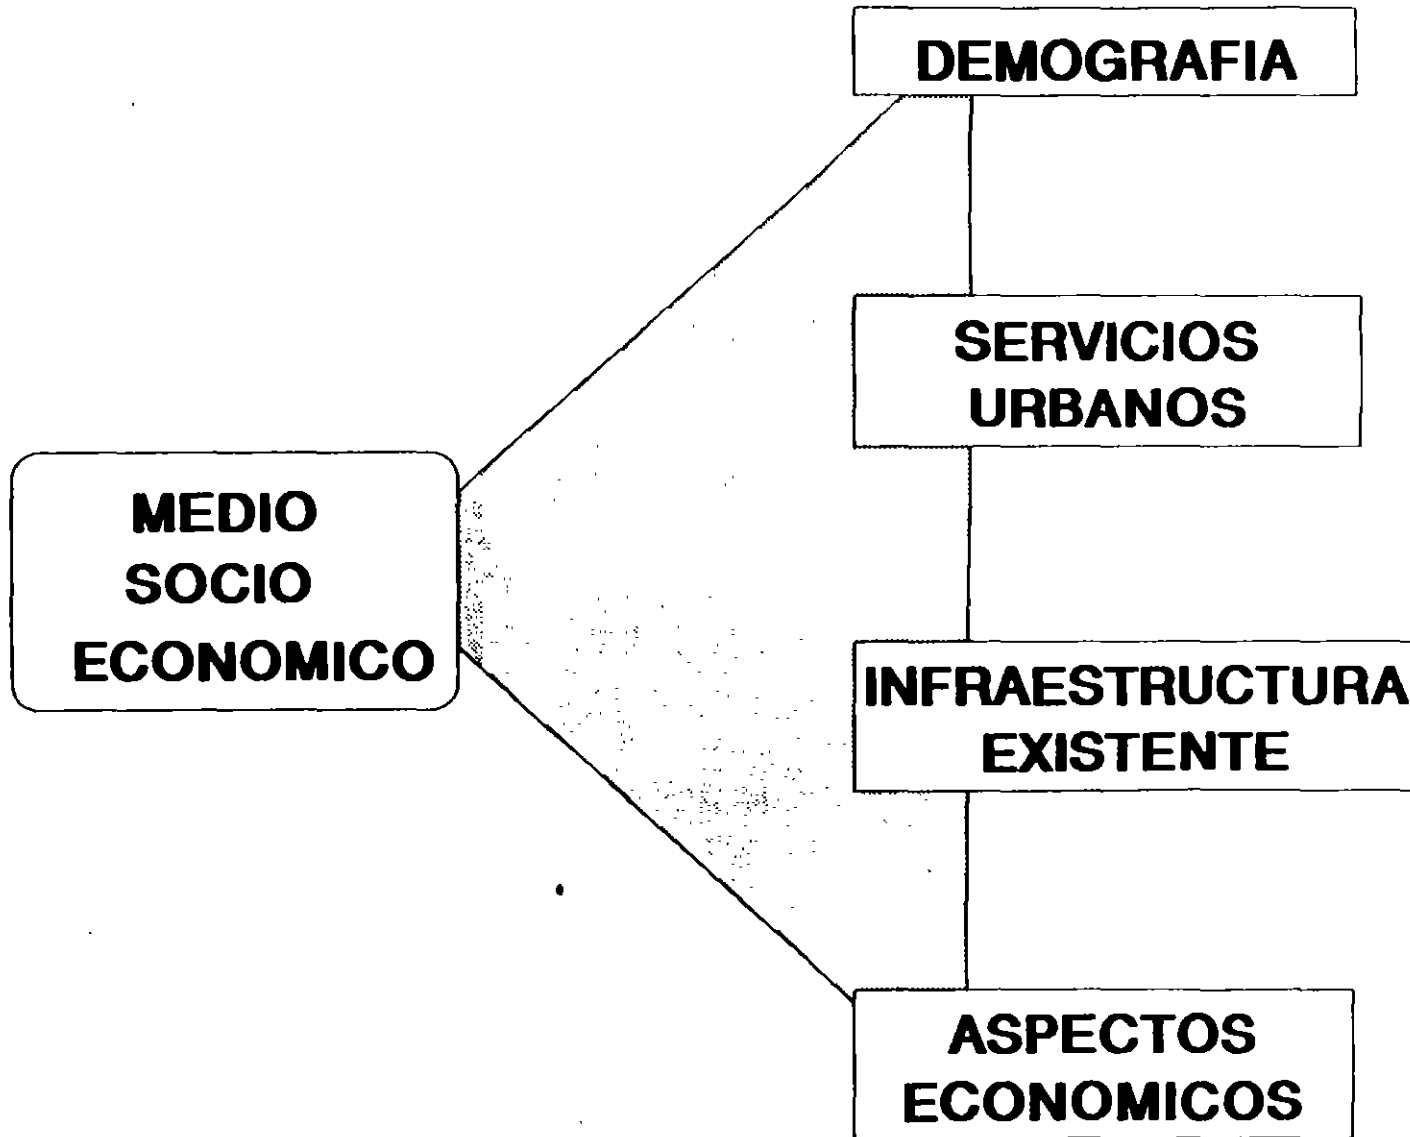 DEMOGRAFIA
SERVICIOS
URBANOS
MEDIO
SOCIO
ECONOMICO
INFRAESTRUCTURA
EXISTENTE
ASPECTOS
ECONOMICOS